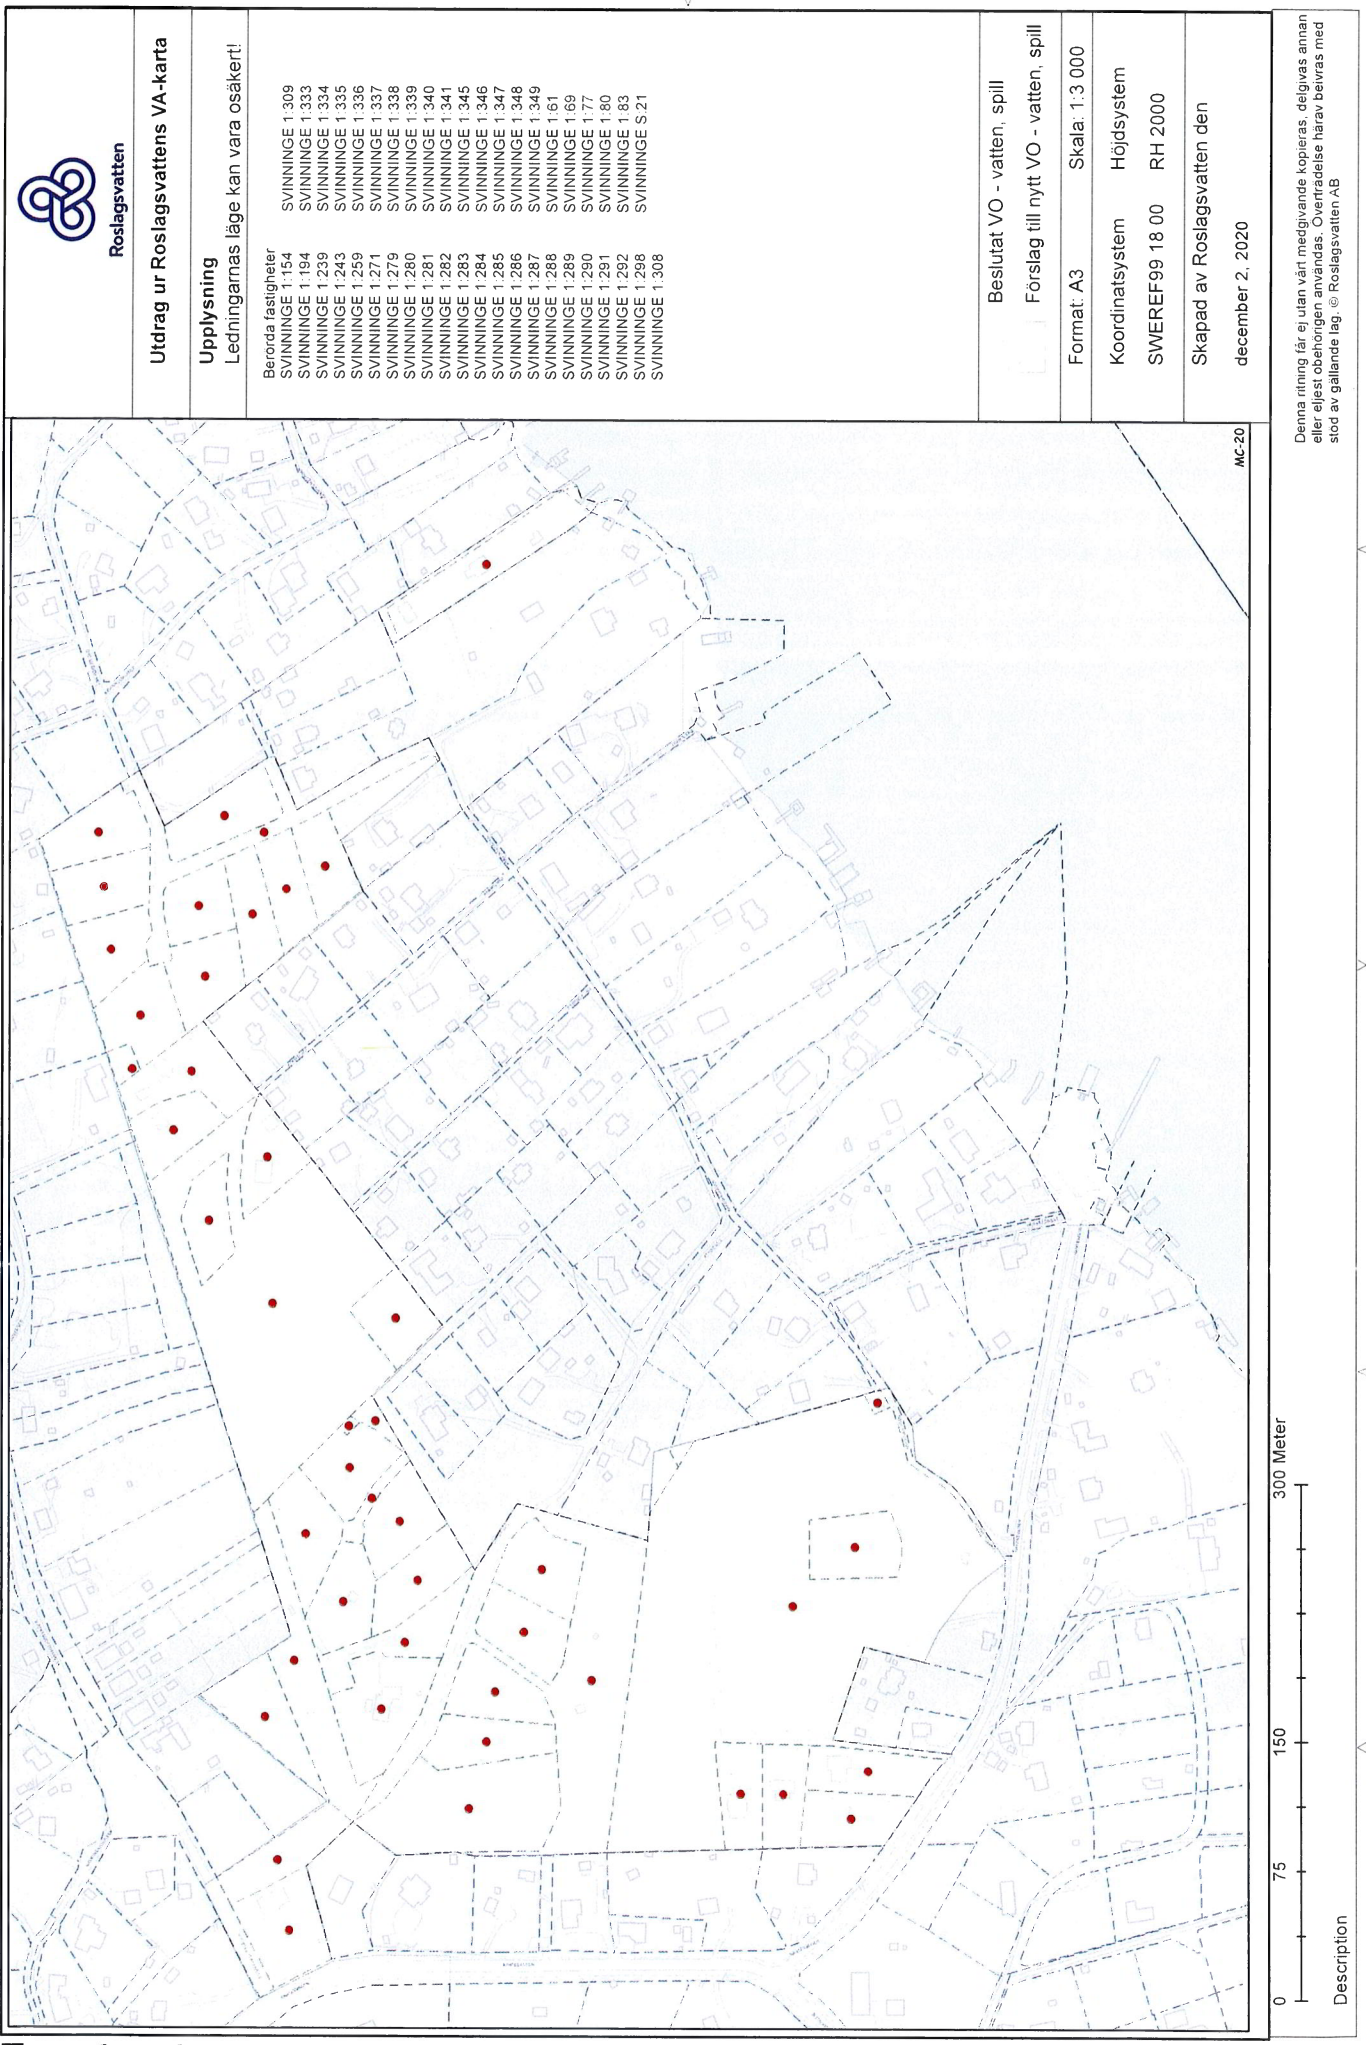 Roslagsvatten
Utdrag ur Roslagsvattens VA-karta
Upplysning
Ledningarnas läge kan vara osäkert!
Berörda fastigheter
SVINNINGE 1:154 SVINNINGE 1:309
SVINNINGE 1:194 SVINNINGE 1:333
SVINNINGE 1:239 SVINNINGE 1:334
SVINNINGE 1:243 SVINNINGE 1:335
SVINNINGE 1:259 SVINNINGE 1:336
SVINNINGE 1:271 SVINNINGE 1:337
SVINNINGE 1:279 SVINNINGE 1:338
SVINNINGE 1:280 SVINNINGE 1:339
SVINNINGE 1:281 SVINNINGE 1:340
SVINNINGE 1:282 SVINNINGE 1:341
SVINNINGE 1:283 SVINNINGE 1:345
SVINNINGE 1:284 SVINNINGE 1:346
SVINNINGE 1:285 SVINNINGE 1:347
SVINNINGE 1:286 SVINNINGE 1:348
SVINNINGE 1:287 SVINNINGE 1:349
SVINNINGE 1:288 SVINNINGE 1:61
SVINNINGE 1:289 SVINNINGE 1:69
SVINNINGE 1:290 SVINNINGE 1:77
SVINNINGE 1:291 SVINNINGE 1:80
SVINNINGE 1:292 SVINNINGE 1:83
SVINNINGE 1:298 SVINNINGE S:21
SVINNINGE 1:308
Beslutat VO - vatten, spill
Förslag till nytt VO - vatten, spill
Format: A3 Skala: 1:3 000
Koordinatsystem Höjdsystem
SWEREF99 18 00 RH 2000
Skapad av Roslagsvatten den
december 2, 2020
Denna ritning får ej utan vårt medgivande kopieras, delgivas annan
eller eljest obehörigen användas. Överträdelse härav beivras med
stöd av gällande lag. © Roslagsvatten AB
MC-20
0 75 150 300 Meter
Description